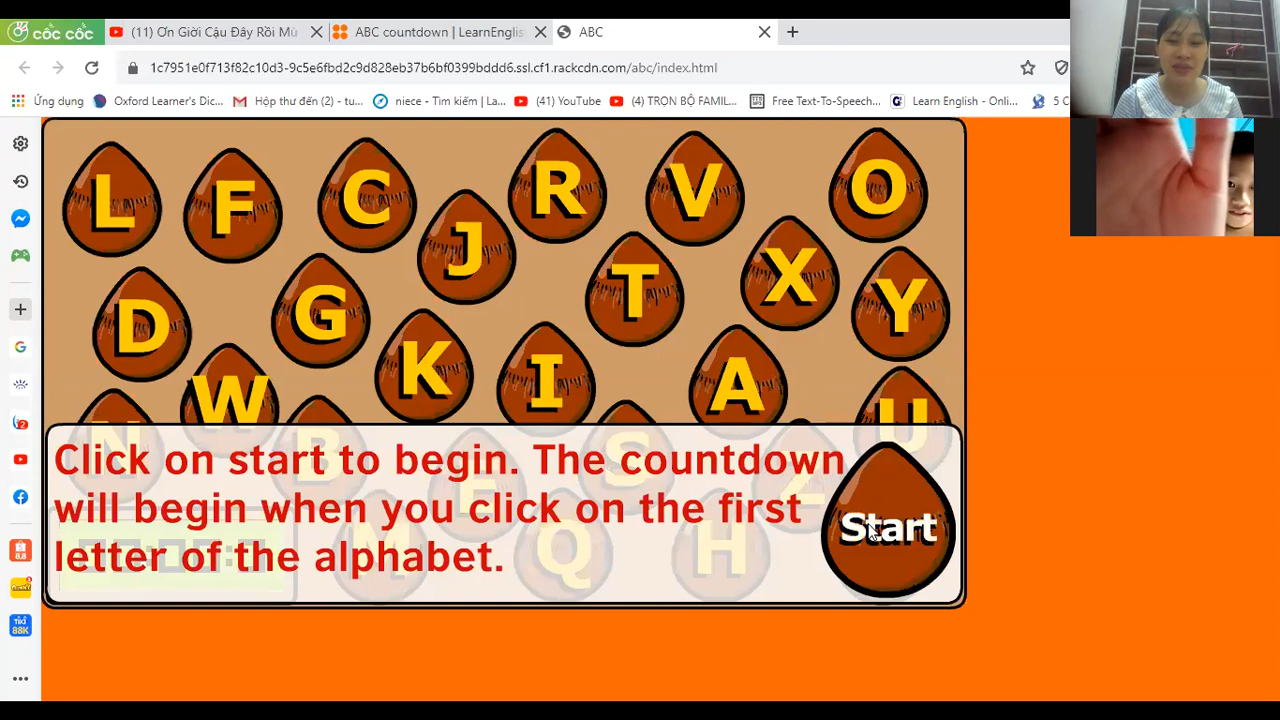 cốc cốc
(11) Ơn Giời Cậu Đây Rồi Mù
ABC countdown | LearnEnglis
ABC
1c7951e0f713f82c10d3-9c5e6fbd2c9d828eb37b6bf0399bddd6.ssl.cf1.rackcdn.com/abc/index.html
Ứng dụng
Oxford Learner's Dic...
Hộp thư đến (2) - tu...
niece - Tìm kiếm | La...
(41) YouTube
(4) TRỌN BỘ FAMIL...
Free Text-To-Speech...
Learn English - Onli...
5 C
L F C J R V O
D G K I T X Y
W A U
N B E S Z
M Q H
Click on start to begin. The countdown
will begin when you click on the first
letter of the alphabet.
Start